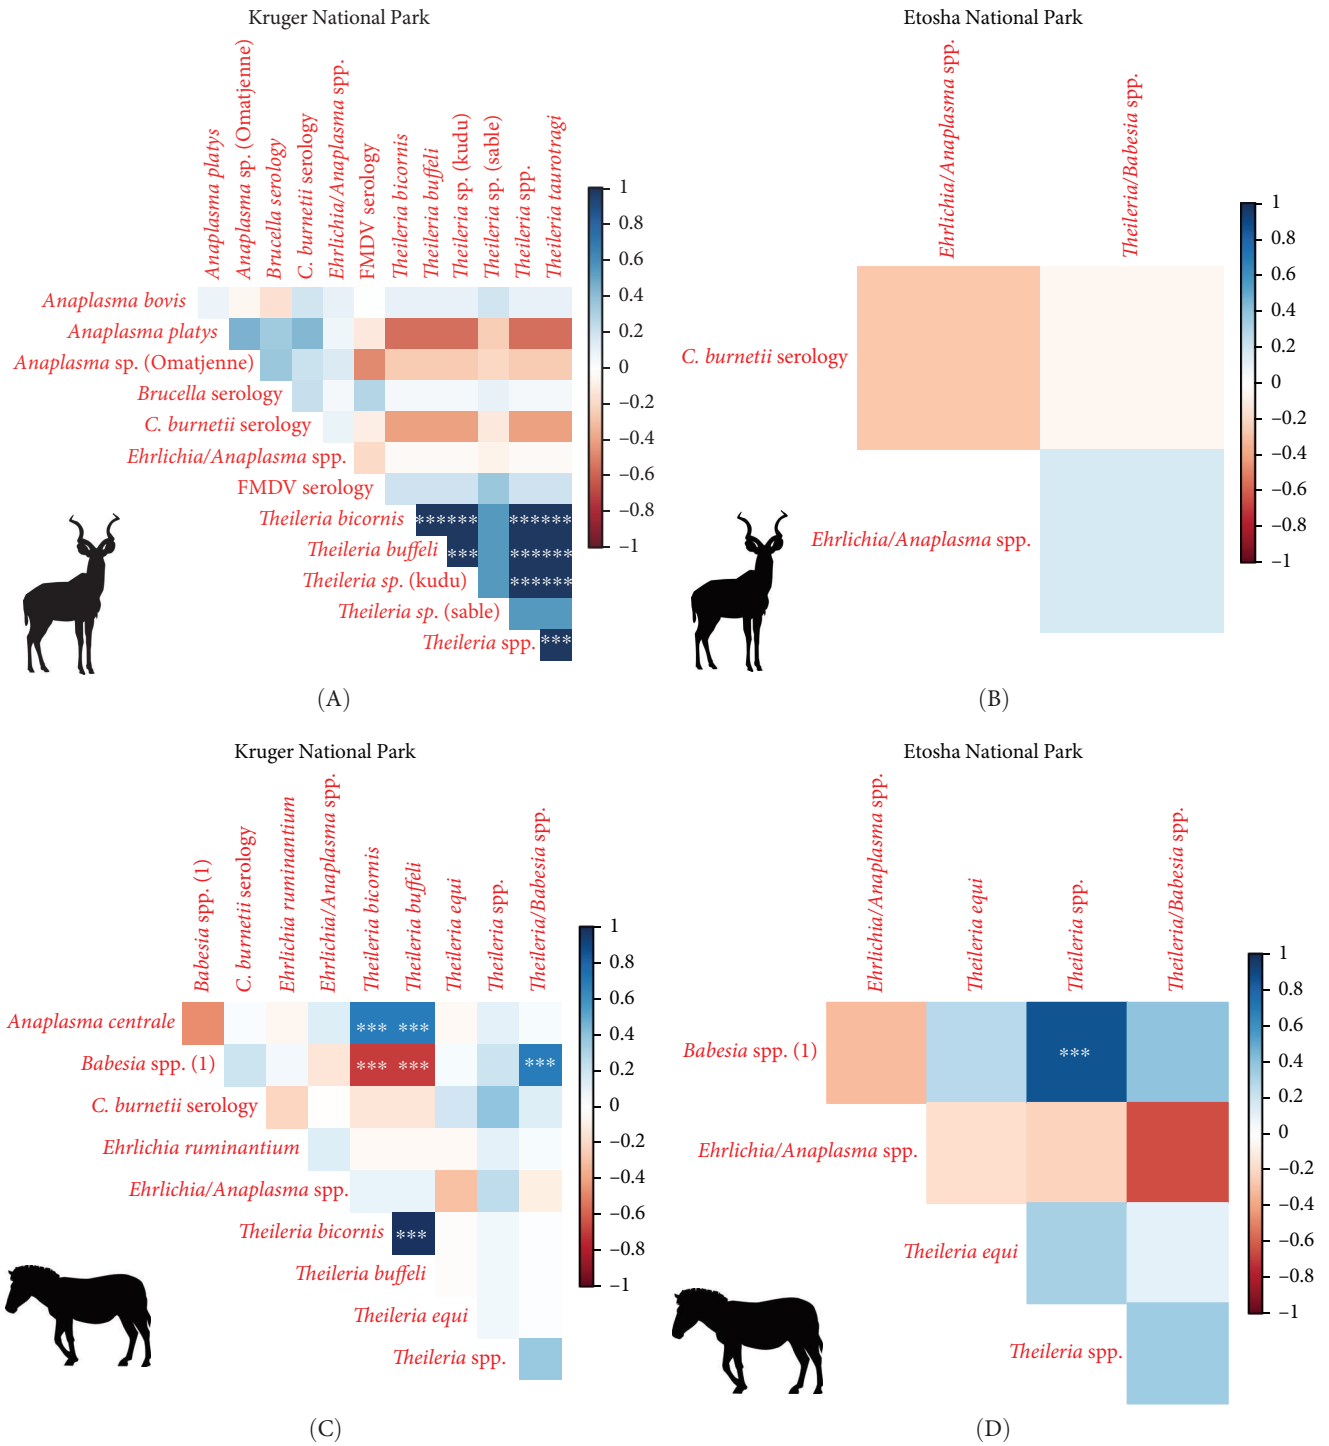 Kruger National Park
Anaplasma platys
Anaplasma sp. (Omatjenne)
Brucella serology
C. burnetii serology
Ehrlichia/Anaplasma spp.
FMDV serology
Theileria bicornis
Theileria buffeli
Theileria sp. (kudu)
Theileria sp. (sable)
Theileria spp.
Theileria taurotragi
Anaplasma bovis
Anaplasma platys
Anaplasma sp. (Omatjenne)
Brucella serology
C. burnetii serology
Ehrlichia/Anaplasma spp.
FMDV serology
Theileria bicornis
****** ******
Theileria buffeli
*** ******
Theileria sp. (kudu)
******
Theileria sp. (sable)
Theileria spp.
***
1
0.8
0.6
0.4
0.2
0
−0.2
−0.4
−0.6
−0.8
−1
(A)
Etosha National Park
Ehrlichia/Anaplasma spp.
Theileria/Babesia spp.
C. burnetii serology
Ehrlichia/Anaplasma spp.
1
0.8
0.6
0.4
0.2
0
−0.2
−0.4
−0.6
−0.8
−1
(B)
Kruger National Park
Babesia spp. (1)
C. burnetii serology
Ehrlichia ruminantium
Ehrlichia/Anaplasma spp.
Theileria bicornis
Theileria buffeli
Theileria equi
Theileria spp.
Theileria/Babesia spp.
Anaplasma centrale
*** ***
Babesia spp. (1)
*** *** ***
C. burnetii serology
Ehrlichia ruminantium
Ehrlichia/Anaplasma spp.
Theileria bicornis
***
Theileria buffeli
Theileria equi
Theileria spp.
1
0.8
0.6
0.4
0.2
0
−0.2
−0.4
−0.6
−0.8
−1
(C)
Etosha National Park
Ehrlichia/Anaplasma spp.
Theileria equi
Theileria spp.
Theileria/Babesia spp.
Babesia spp. (1)
***
Ehrlichia/Anaplasma spp.
Theileria equi
Theileria spp.
1
0.8
0.6
0.4
0.2
0
−0.2
−0.4
−0.6
−0.8
−1
(D)